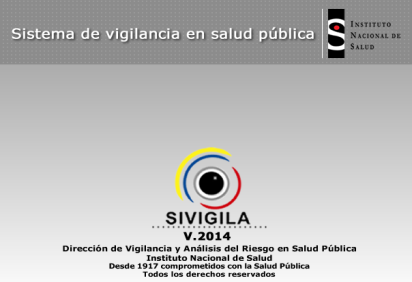 Sistema de vigilancia en salud pública
INSTITUTO
NACIONAL DE
SALUD
SIVIGILA
V.2014
Dirección de Vigilancia y Análisis del Riesgo en Salud Pública
Instituto Nacional de Salud
Desde 1917 comprometidos con la Salud Pública
Todos los derechos reservados